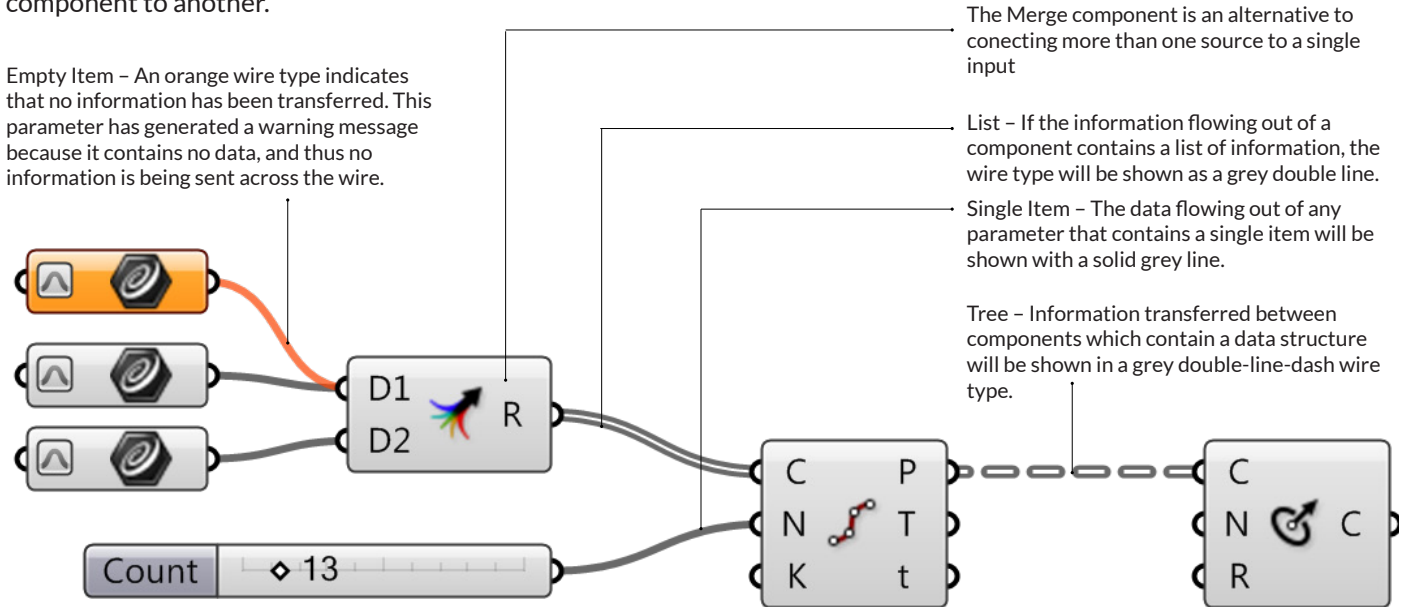 component to another.
Empty Item – An orange wire type indicates
that no information has been transferred. This
parameter has generated a warning message
because it contains no data, and thus no
information is being sent across the wire.
The Merge component is an alternative to
conecting more than one source to a single
input
List – If the information flowing out of a
component contains a list of information, the
wire type will be shown as a grey double line.
Single Item – The data flowing out of any
parameter that contains a single item will be
shown with a solid grey line.
Tree – Information transferred between
components which contain a data structure
will be shown in a grey double-line-dash wire
type.
D1
D2
R
Count
13
C
N
K
P
T
t
C
N
R
C